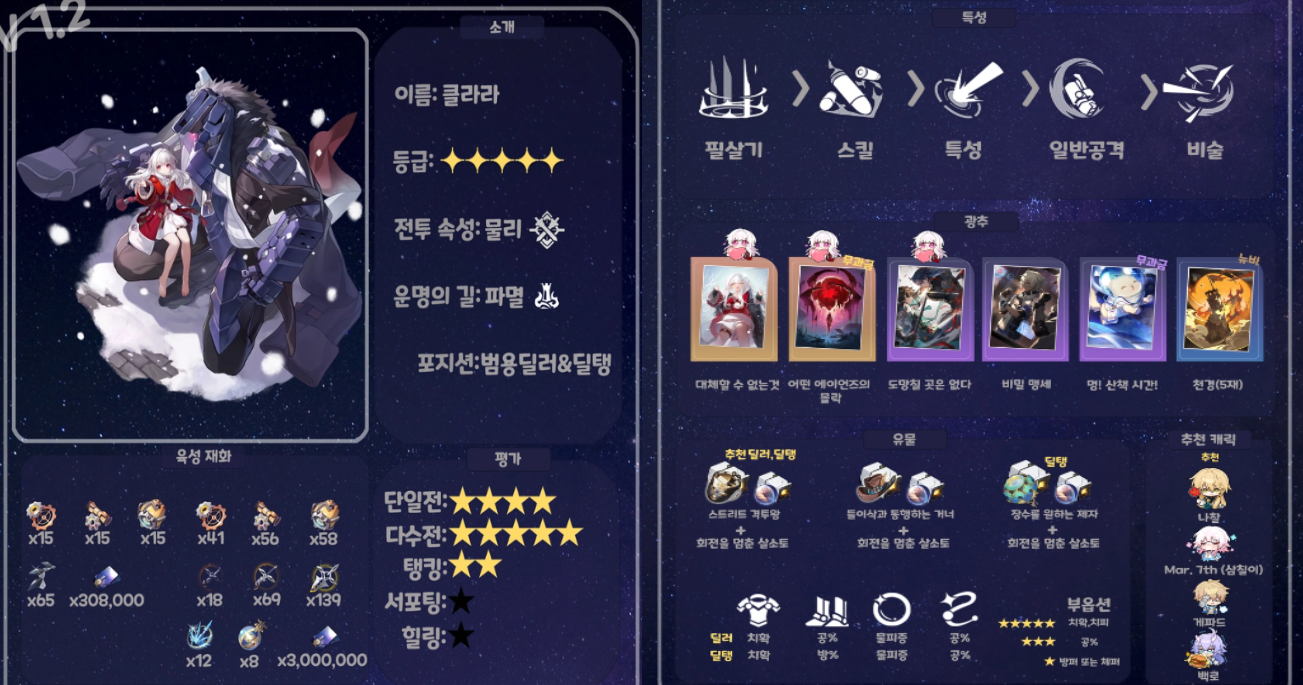 V 1.2
소개
이름: 클라라
등급:
전투 속성: 물리
운명의 길: 파멸
포지션:범용딜러&딜탱
육성 재화
x15 x15 x15 x41 x56 x58
x65 x308,000 x18 x69 x139
x12 x8 x3,000,000
평가
단일전:
다수전:
탱킹:
서포팅:
힐링:
특성
필살기 스킬 특성 일반공격 비술
광추
무과금 무과금 뉴비
대체할 수 없는것 어떤 에이언즈의 도망칠 곳은 없다 비밀 맹세 멍! 산책 시간! 천경(5재)
몰락
유물
추천 딜러,딜탱 딜탱
스트리트 격투왕 들이삭과 동행하는 거너 장수를 원하는 제자
+ + +
회전을 멈춘 살소토 회전을 멈춘 살소토 회전을 멈춘 살소토
부옵션
치확,치피
딜러 치확 공% 물피증 공%
공%
딜탱 치확 방% 물피증 공%
방퍼 또는 체퍼
추천 캐릭
추천
나찰
Mar. 7th (삼칠이)
게파드
백로